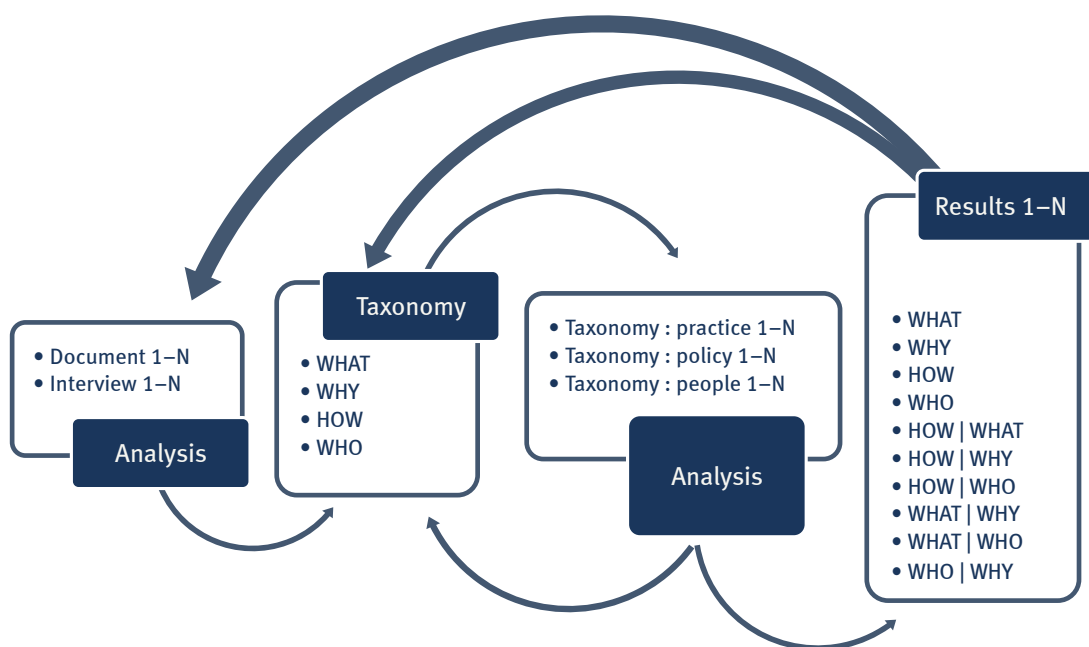 • Document 1–N
• Interview 1–N
Analysis
Taxonomy
• WHAT
• WHY
• HOW
• WHO
• Taxonomy : practice 1–N
• Taxonomy : policy 1–N
• Taxonomy : people 1–N
Analysis
Results 1–N
• WHAT
• WHY
• HOW
• WHO
• HOW | WHAT
• HOW | WHY
• HOW | WHO
• WHAT | WHY
• WHAT | WHO
• WHO | WHY